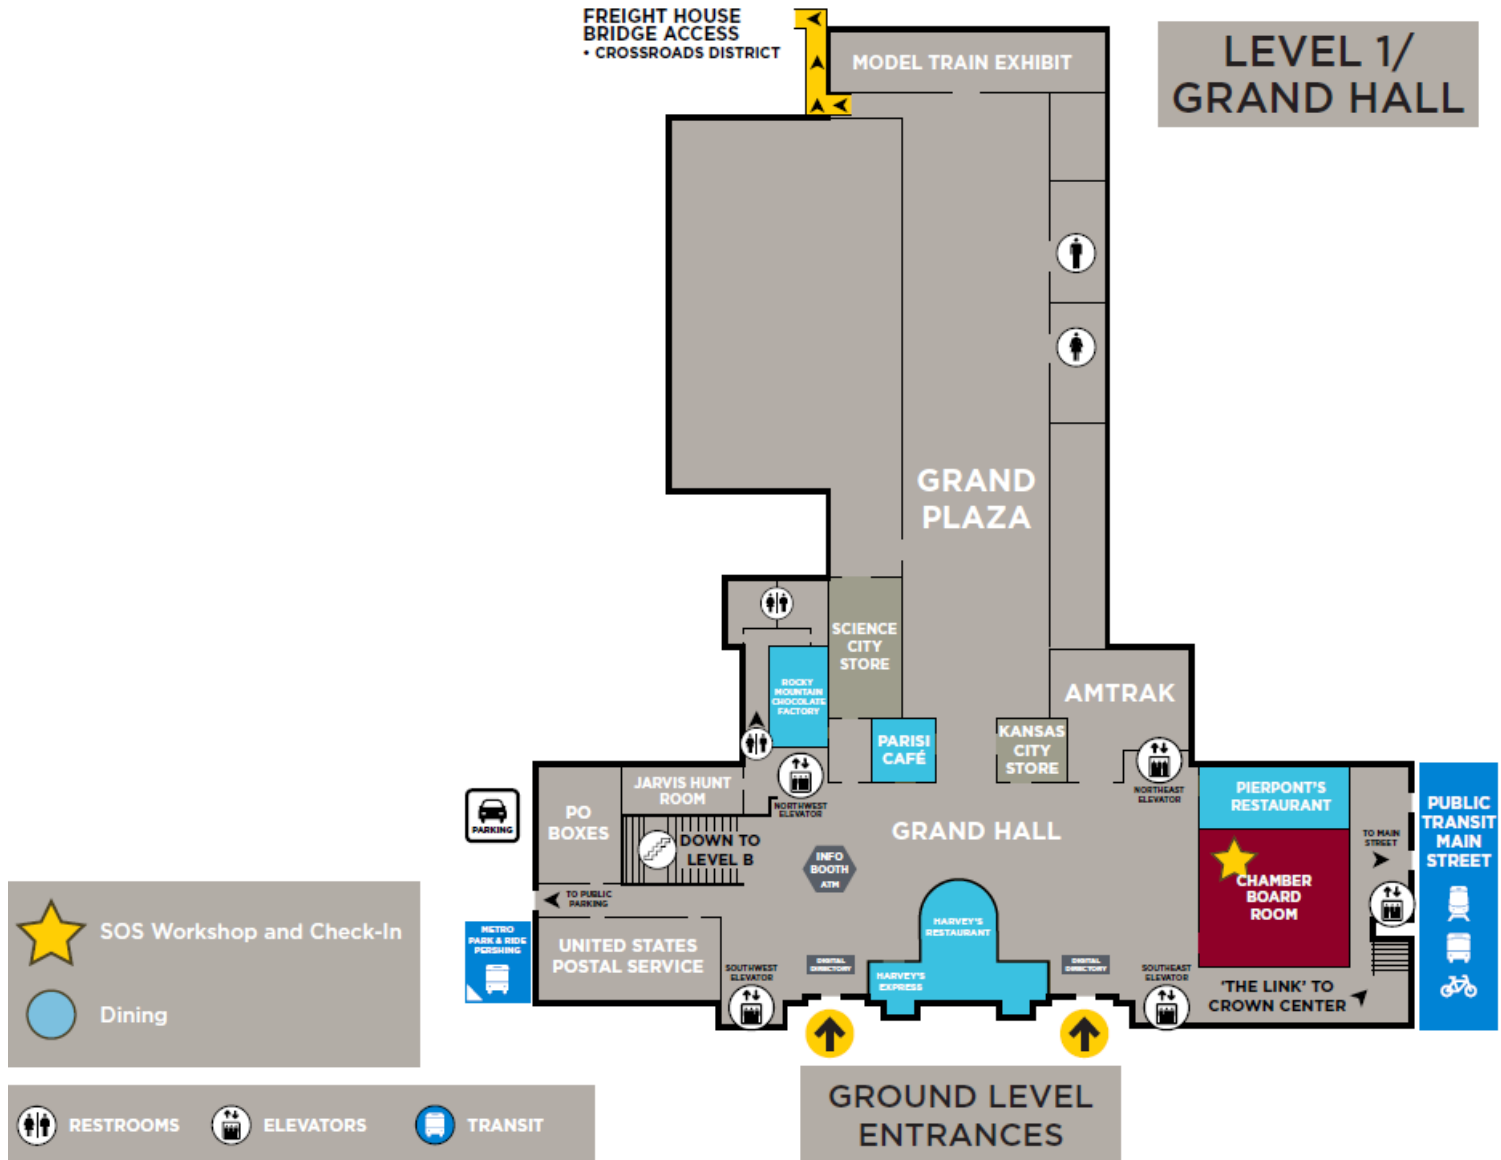 FREIGHT HOUSE
BRIDGE ACCESS
• CROSSROADS DISTRICT
MODEL TRAIN EXHIBIT
LEVEL 1/
GRAND HALL
GRAND
PLAZA
SCIENCE
CITY
STORE
ROCKY
MOUNTAIN
CHOCOLATE
FACTORY
AMTRAK
PARISI
CAFÉ
KANSAS
CITY
STORE
NORTHWEST
ELEVATOR
NORTHEAST
ELEVATOR
JARVIS HUNT
ROOM
PO
BOXES
PARKING
DOWN TO
LEVEL B
GRAND HALL
INFO
BOOTH
ATM
PIERPONT'S
RESTAURANT
CHAMBER
BOARD
ROOM
TO MAIN
STREET
PUBLIC
TRANSIT
MAIN
STREET
TO PUBLIC
PARKING
METRO
PARK & RIDE
PERSHING
UNITED STATES
POSTAL SERVICE
SOUTHWEST
ELEVATOR
DIGITAL
DIRECTORY
HARVEY'S
RESTAURANT
HARVEY'S
EXPRESS
DIGITAL
DIRECTORY
SOUTHEAST
ELEVATOR
'THE LINK' TO
CROWN CENTER
SOS Workshop and Check-In
Dining
RESTROOMS
ELEVATORS
TRANSIT
GROUND LEVEL
ENTRANCES